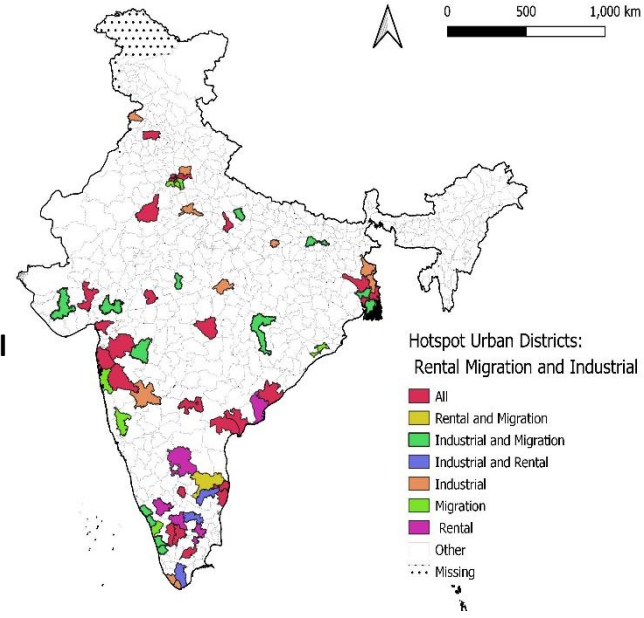 0 500 1,000 km
l
Hotspot Urban Districts:
Rental Migration and Industrial
All
Rental and Migration
Industrial and Migration
Industrial and Rental
Industrial
Migration
Rental
Other
Missing